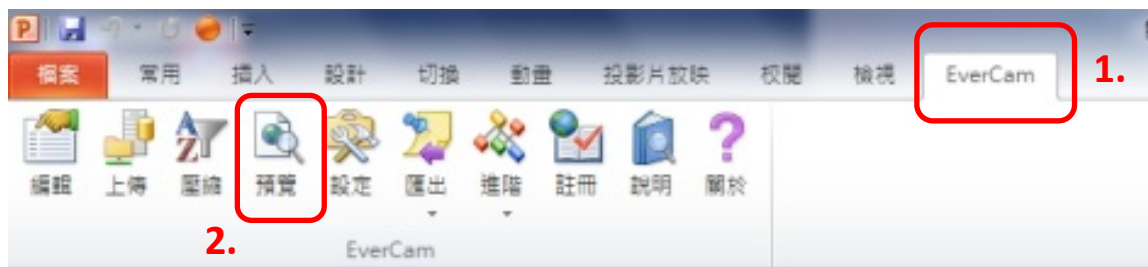 檔案 常用 插入 設計 切換 動畫 投影片放映 校閱 檢視 EverCam 1.
編輯 上傳 壓縮 預覽 設定 匯出 進階 註冊 說明 關於
2. EverCam